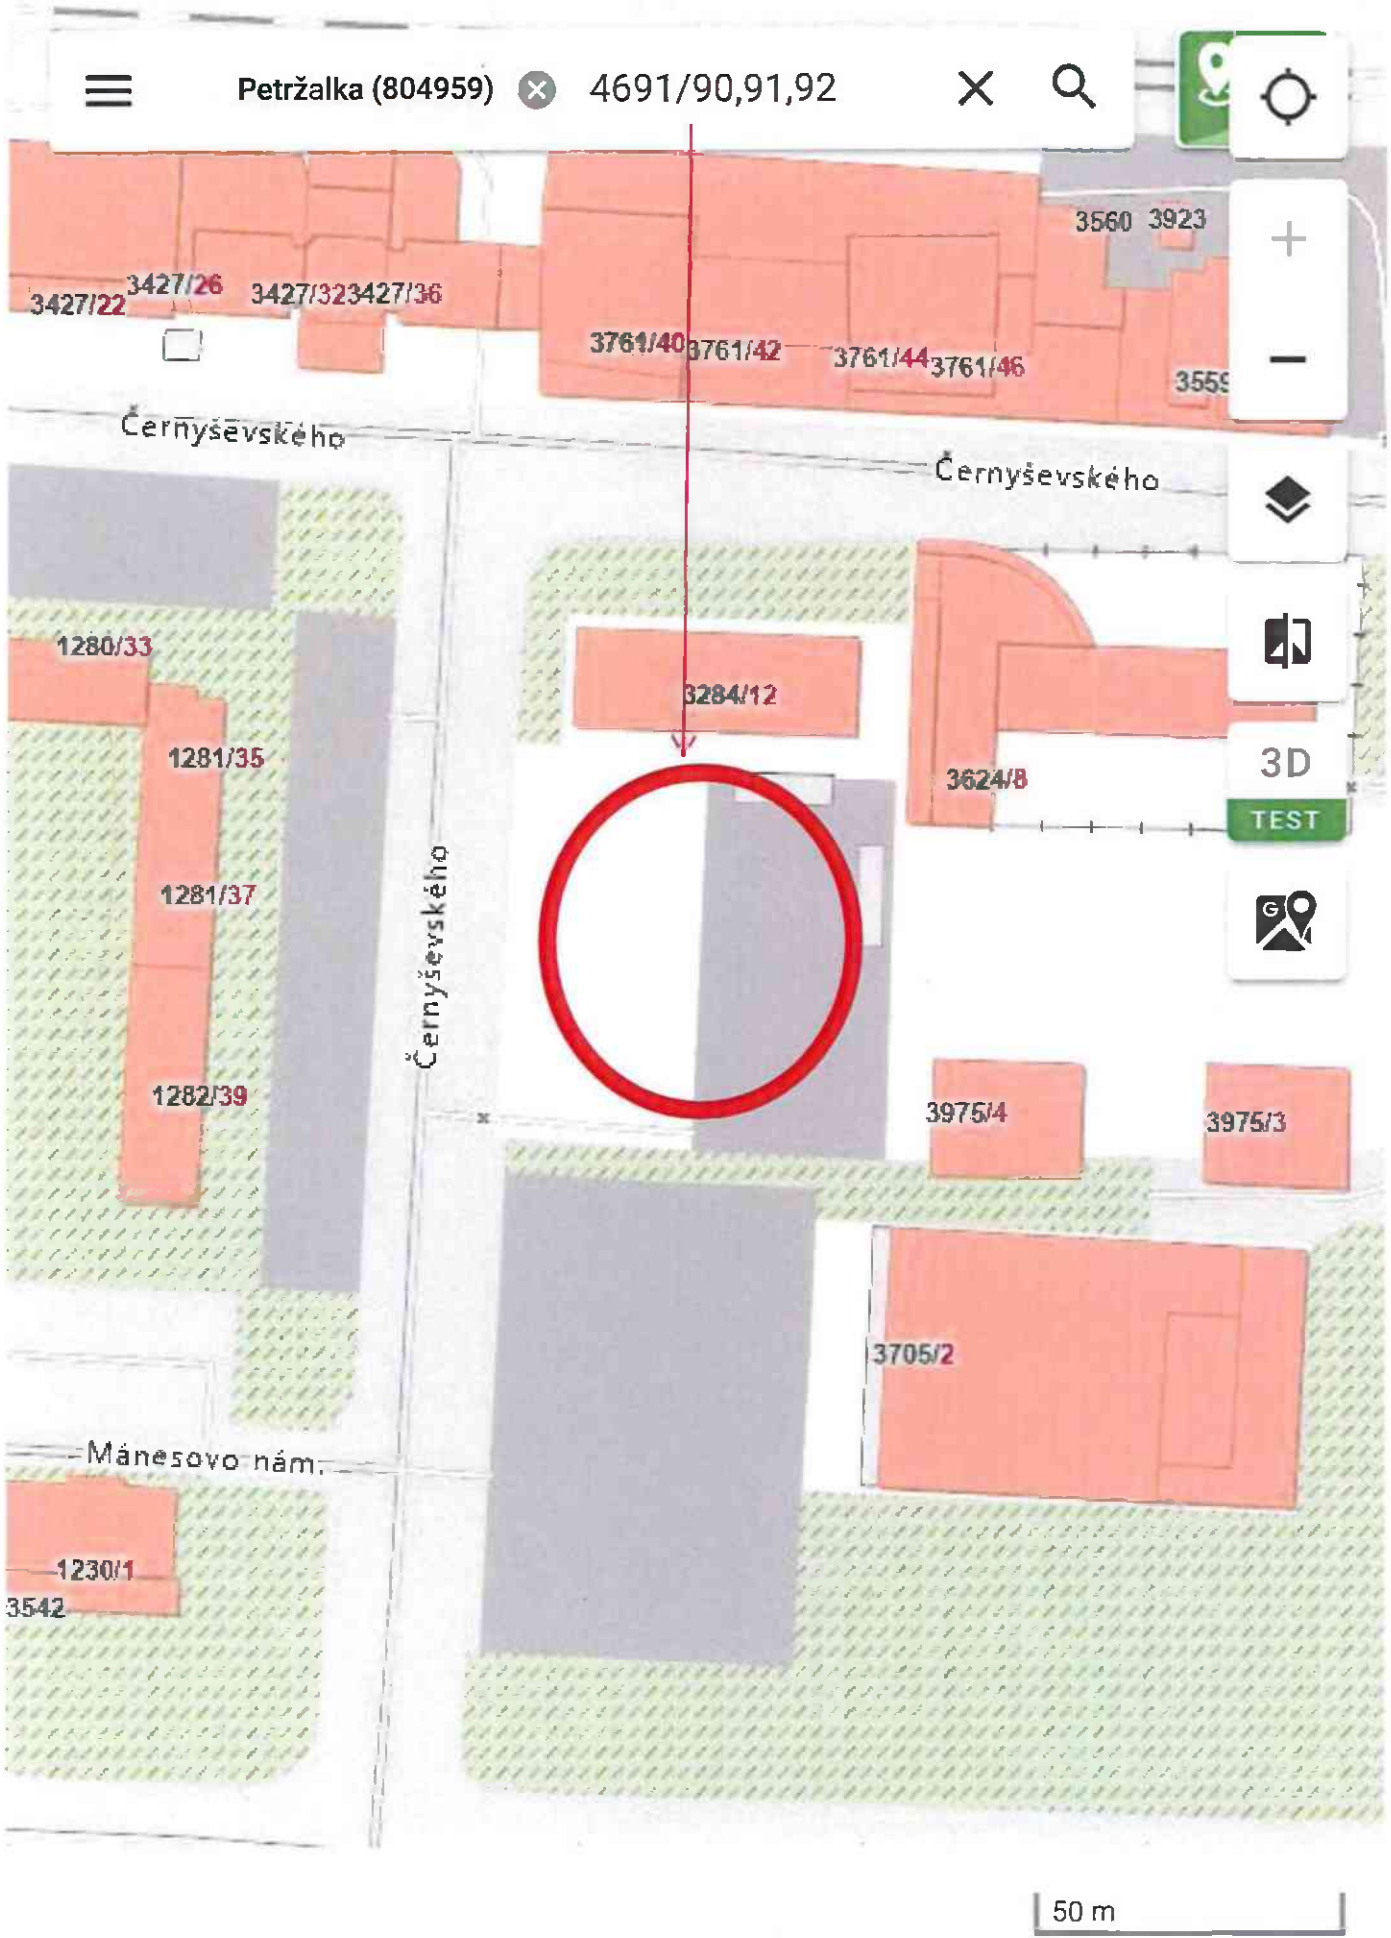 Petržalka (804959) 4691/90,91,92
3560 3923
3427/22 3427/26 3427/32 3427/36
3761/40 3761/42 3761/44 3761/46
3559
Černyševského
Černyševského
1280/33
3284/12
1281/35
3624/8
3D
TEST
1281/37
G
Černyševského
1282/39
3975/4
3975/3
3705/2
Mánesovo nám.
1230/1
3542
50 m